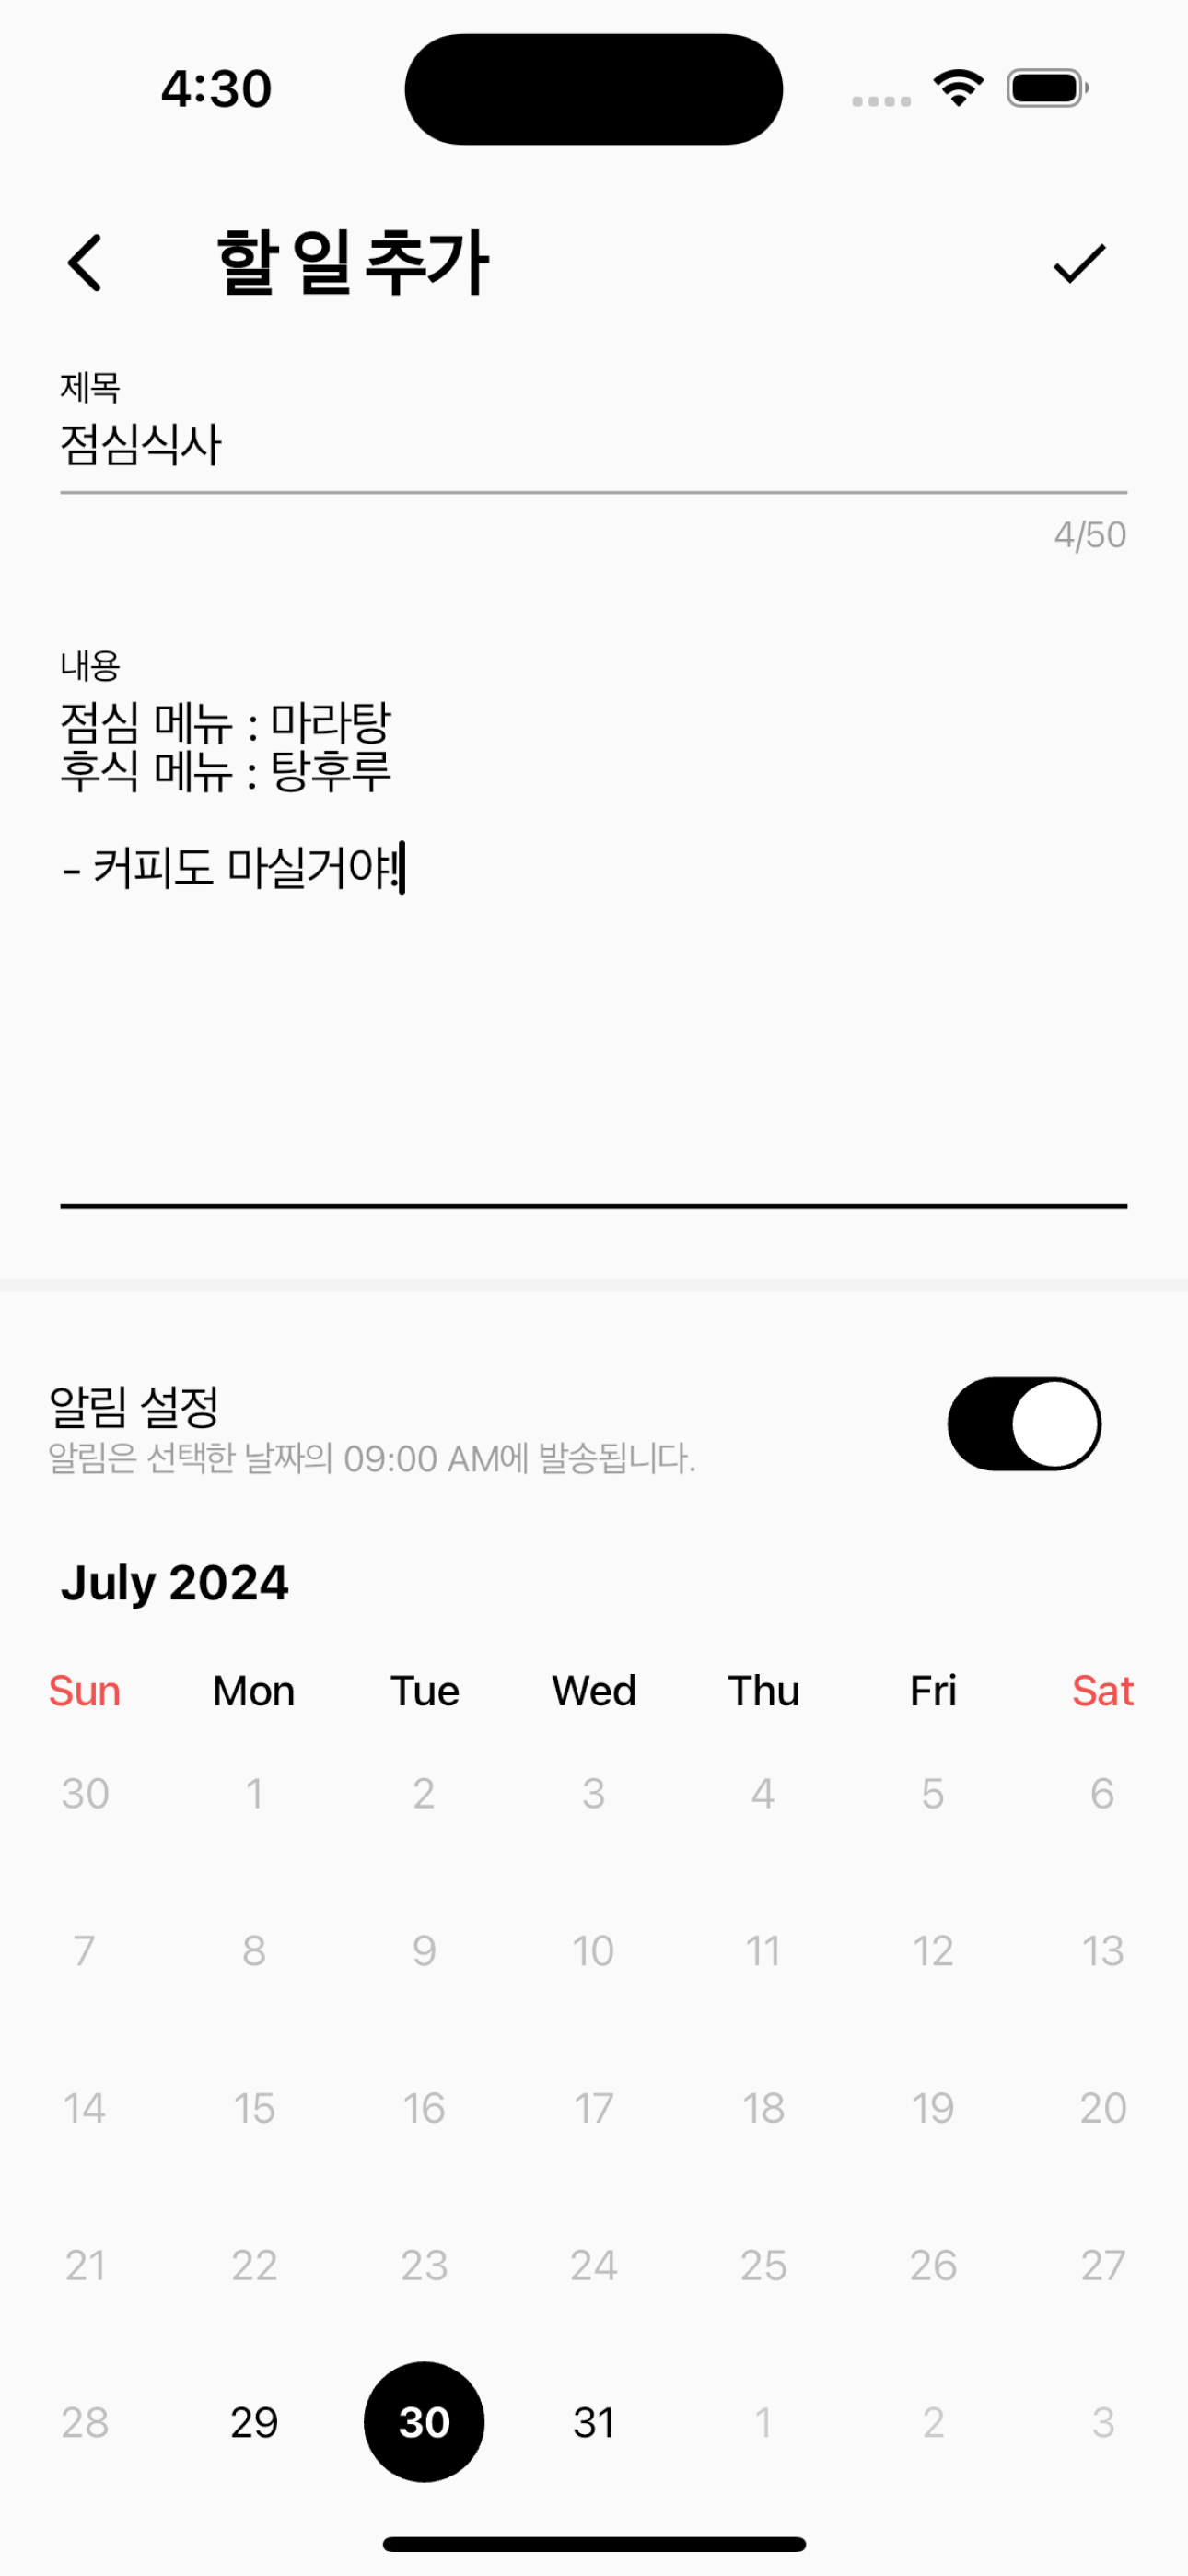 4:30
할 일 추가
제목
점심식사
4/50
내용
점심 메뉴 : 마라탕
후식 메뉴 : 탕후루
- 커피도 마실거야!
알림 설정
알림은 선택한 날짜의 09:00 AM에 발송됩니다.
July 2024
Sun Mon Tue Wed Thu Fri Sat
30 1 2 3 4 5 6
7 8 9 10 11 12 13
14 15 16 17 18 19 20
21 22 23 24 25 26 27
28 29 30 31 1 2 3